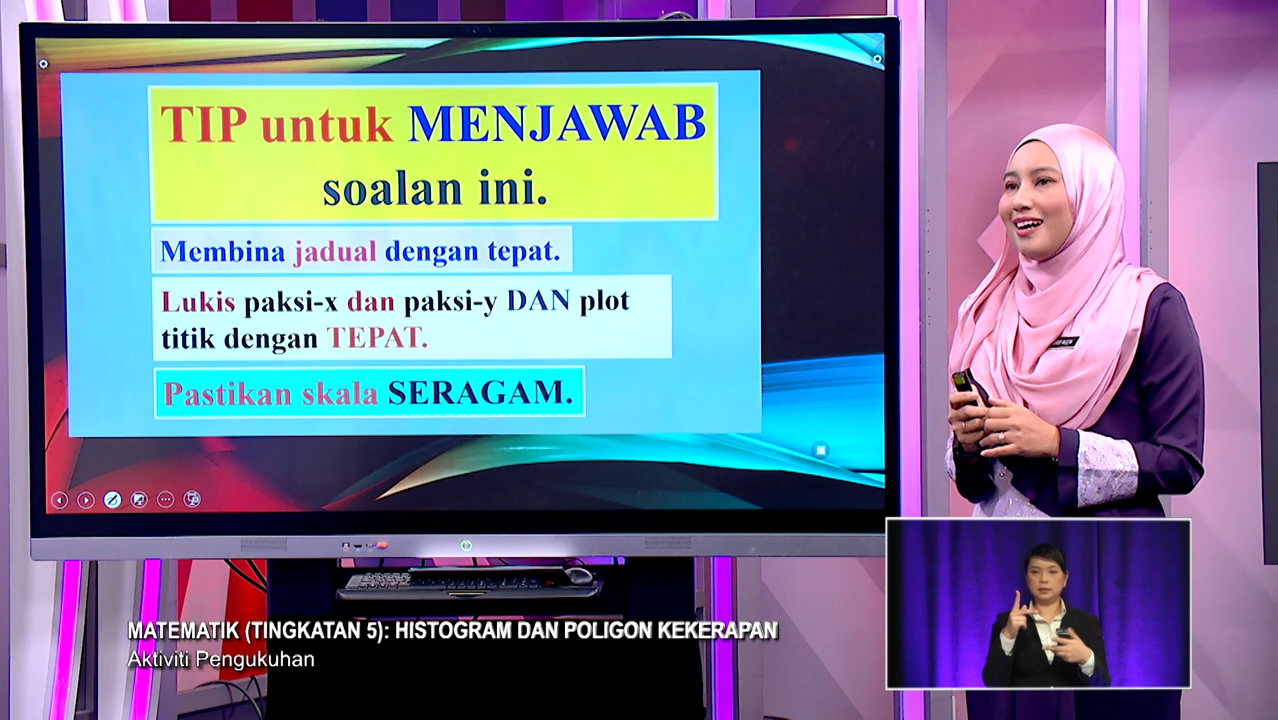 TIP untuk MENJAWAB
soalan ini.
Membina jadual dengan tepat.
Lukis paksi-x dan paksi-y DAN plot
titik dengan TEPAT.
Pastikan skala SERAGAM.
MATEMATIK (TINGKATAN 5): HISTOGRAM DAN POLIGON KEKERAPAN
Aktiviti Pengukuhan